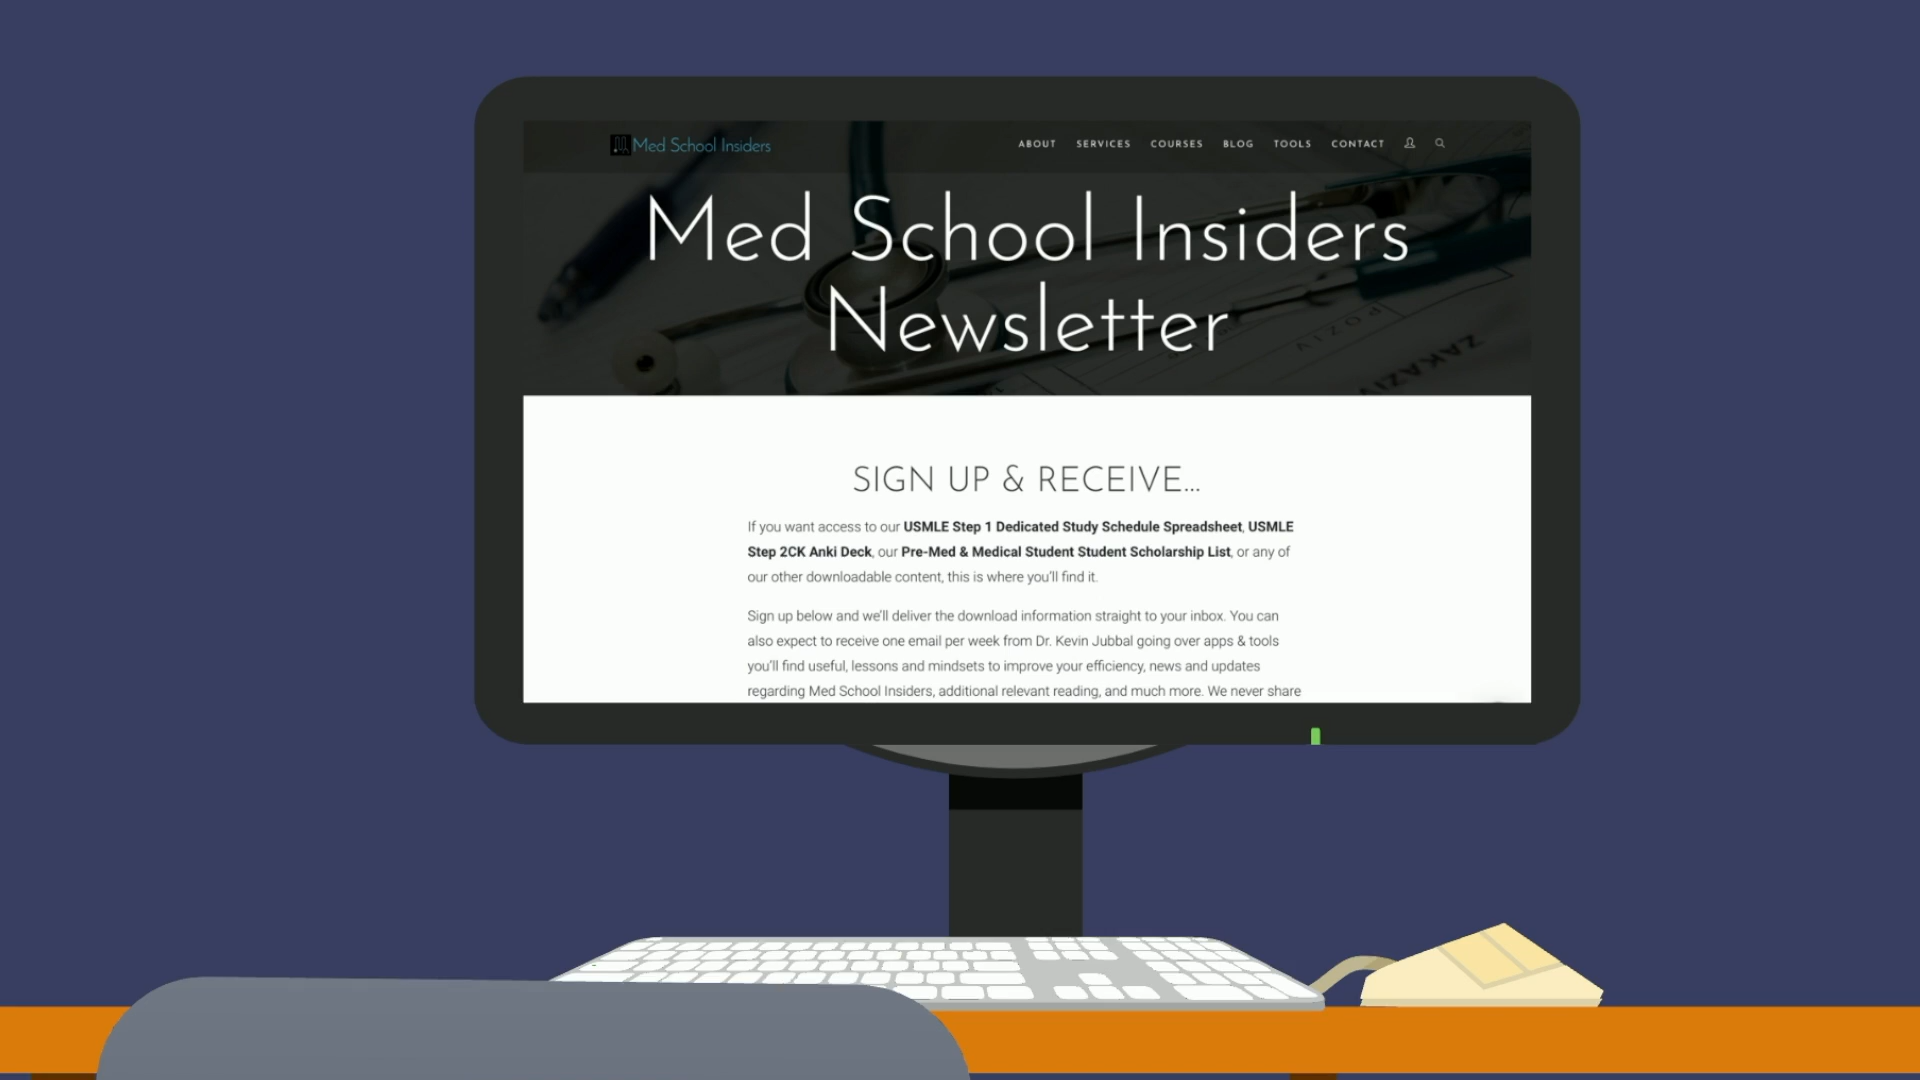 Med School Insiders
ABOUT SERVICES COURSES BLOG TOOLS CONTACT
Med School Insiders
Newsletter
POZIV
ZAKAZIV
SIGN UP & RECEIVE...
If you want access to our USMLE Step 1 Dedicated Study Schedule Spreadsheet, USMLE
Step 2CK Anki Deck, our Pre-Med & Medical Student Student Scholarship List, or any of
our other downloadable content, this is where you'll find it.
Sign up below and we'll deliver the download information straight to your inbox. You can
also expect to receive one email per week from Dr. Kevin Jubbal going over apps & tools
you'll find useful, lessons and mindsets to improve your efficiency, news and updates
regarding Med School Insiders, additional relevant reading, and much more. We never share